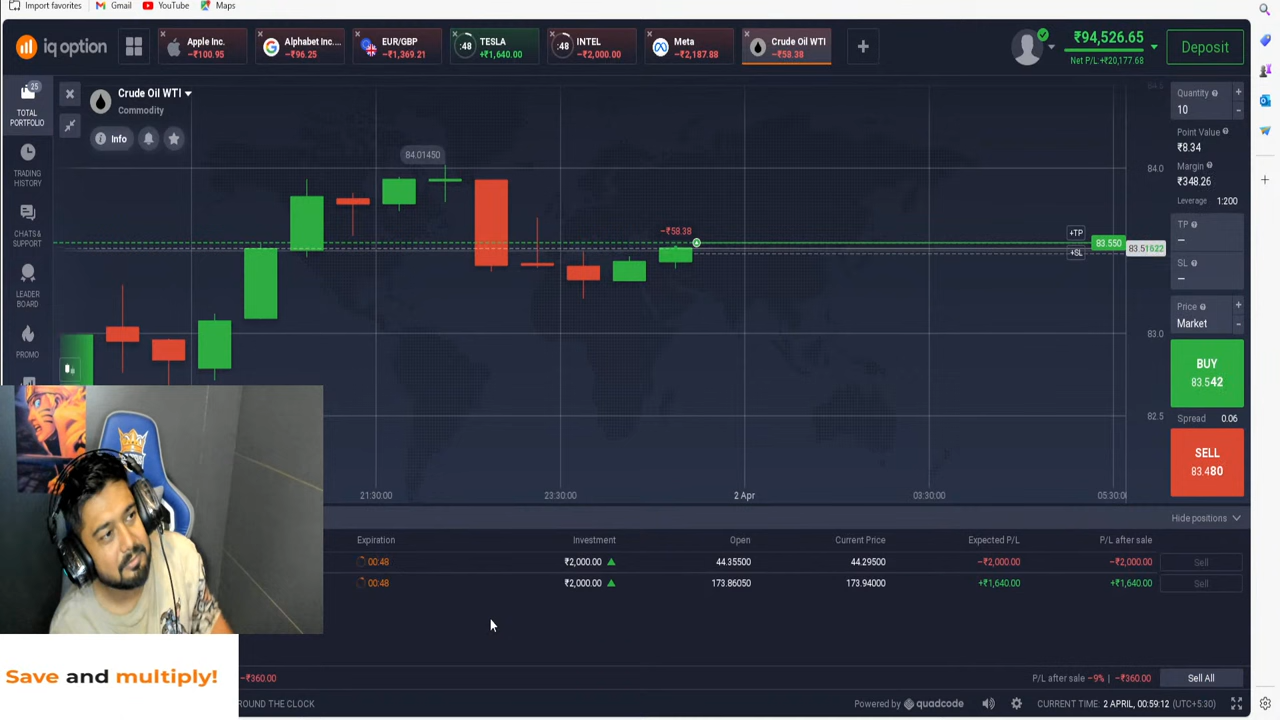 Import favorites
Gmail
YouTube
Maps
iq option
Apple Inc.
-₹100.95
Alphabet Inc....
-₹96.25
EUR/GBP
-₹1,369.21
:48
TESLA
+₹1,640.00
:48
INTEL
-₹2,000.00
Meta
-₹2,187.88
Crude Oil WTI
-₹58.38
₹94,526.65
Net P/L: +₹20,177.68
Deposit
25
TOTAL
PORTFOLIO
TRADING
HISTORY
CHATS &
SUPPORT
LEADER
BOARD
PROMO
Crude Oil WTI
Commodity
Info
84.01450
-₹58.38
84.0
83.0
82.5
+TP
+SL
83.550
83.51622
21:30:00
23:30:00
2 Apr
03:30:00
05:30:0
Quantity
10
Point Value
₹8.34
Margin
₹348.26
Leverage 1:200
TP
–
SL
–
Price
Market
BUY
83.542
Spread 0.06
SELL
83.480
Hide positions
Expiration Investment Open Current Price Expected P/L P/L after sale
00:48 ₹2,000.00 44.35500 44.29500 -₹2,000.00 -₹2,000.00 Sell
00:48 ₹2,000.00 173.86050 173.94000 +₹1,640.00 +₹1,640.00 Sell
Save and multiply!
-₹360.00
P/L after sale -9% | -₹360.00
Sell All
ROUND THE CLOCK
Powered by quadcode
CURRENT TIME: 2 APRIL, 00:59:12 (UTC+5:30)